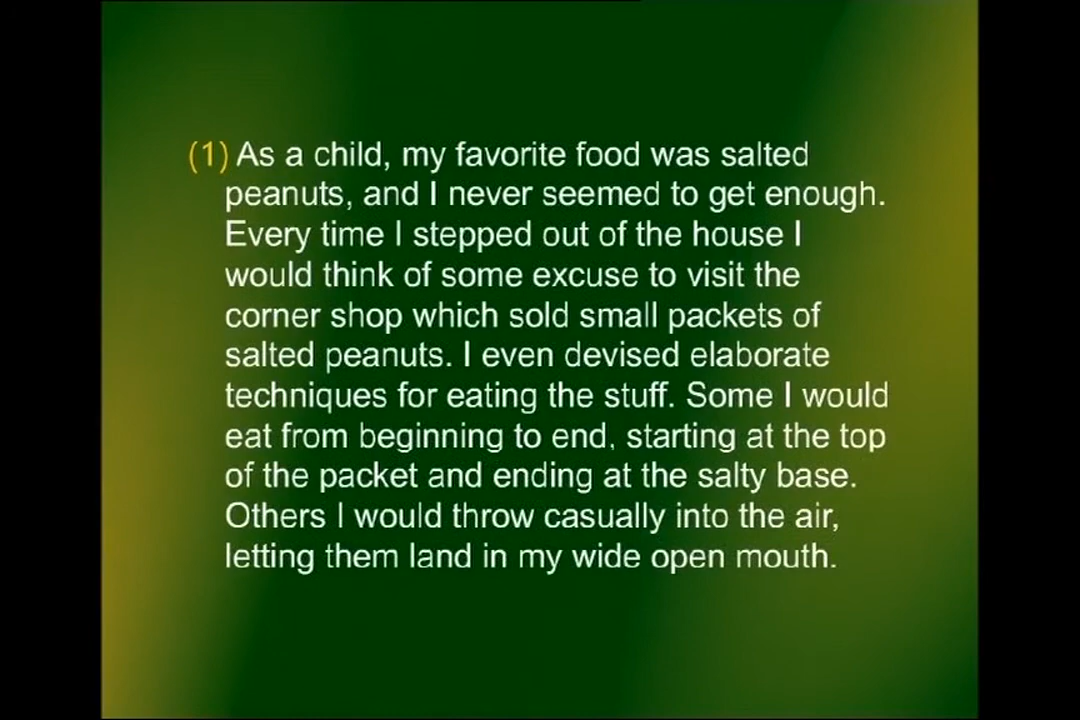 (1) As a child, my favorite food was salted
peanuts, and I never seemed to get enough.
Every time I stepped out of the house I
would think of some excuse to visit the
corner shop which sold small packets of
salted peanuts. I even devised elaborate
techniques for eating the stuff. Some I would
eat from beginning to end, starting at the top
of the packet and ending at the salty base.
Others I would throw casually into the air,
letting them land in my wide open mouth.